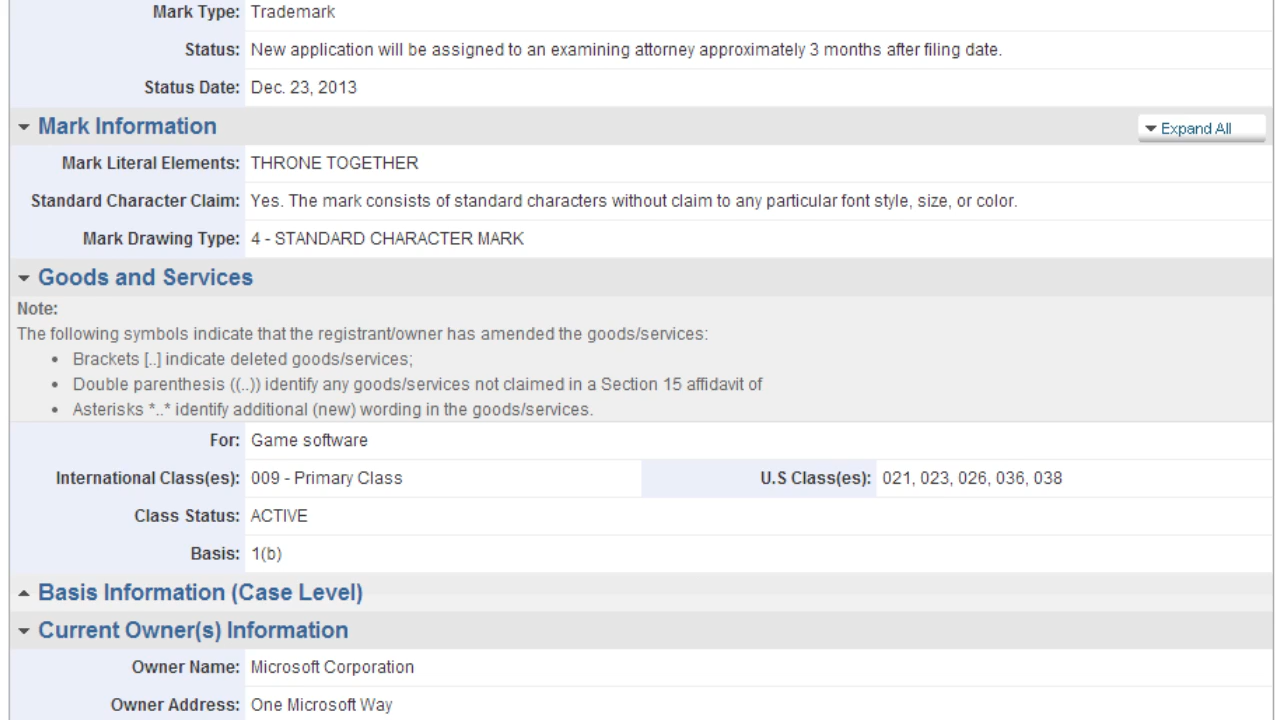 Mark Type: Trademark
Status: New application will be assigned to an examining attorney approximately 3 months after filing date.
Status Date: Dec. 23, 2013
Mark Information
Expand All
Mark Literal Elements: THRONE TOGETHER
Standard Character Claim: Yes. The mark consists of standard characters without claim to any particular font style, size, or color.
Mark Drawing Type: 4 - STANDARD CHARACTER MARK
Goods and Services
Note:
The following symbols indicate that the registrant/owner has amended the goods/services:
• Brackets [..] indicate deleted goods/services;
• Double parenthesis ((..)) identify any goods/services not claimed in a Section 15 affidavit of
• Asterisks *..* identify additional (new) wording in the goods/services.
For: Game software
International Class(es): 009 - Primary Class U.S Class(es): 021, 023, 026, 036, 038
Class Status: ACTIVE
Basis: 1(b)
Basis Information (Case Level)
Current Owner(s) Information
Owner Name: Microsoft Corporation
Owner Address: One Microsoft Way